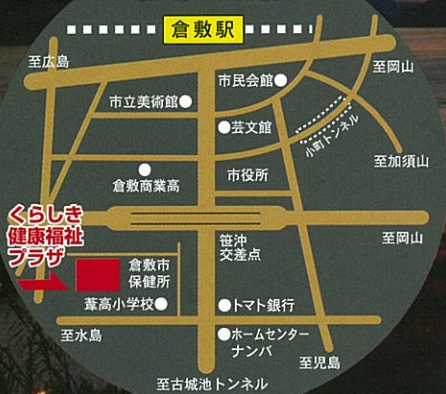 倉敷駅
至広島
至岡山
市民会館
市立美術館
芸文館
小町トンネル
至加須山
倉敷商業高
市役所
くらしき
健康福祉
プラザ
至岡山
笹沖
交差点
倉敷市
保健所
葦高小学校
トマト銀行
至水島
ホームセンター
ナンバ
至児島
至古城池トンネル